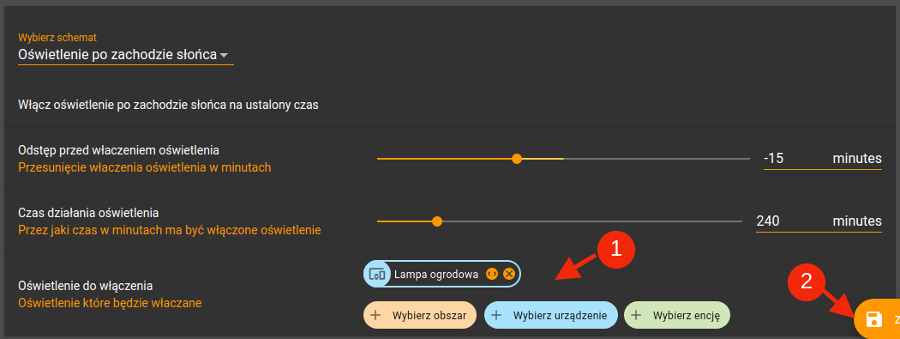 Wybierz schemat
Oświetlenie po zachodzie słońca
Włącz oświetlenie po zachodzie słońca na ustalony czas
Odstęp przed właczeniem oświetlenia
Przesunięcie właczenia oświetlenia w minutach
-15 minutes
Czas działania oświetlenia
Przez jaki czas w minutach ma być włączone oświetlenie
240 minutes
1
Lampa ogrodowa
Oświetlenie do włączenia
Oświetlenie które będzie właczane
2
+ Wybierz obszar + Wybierz urządzenie + Wybierz encję